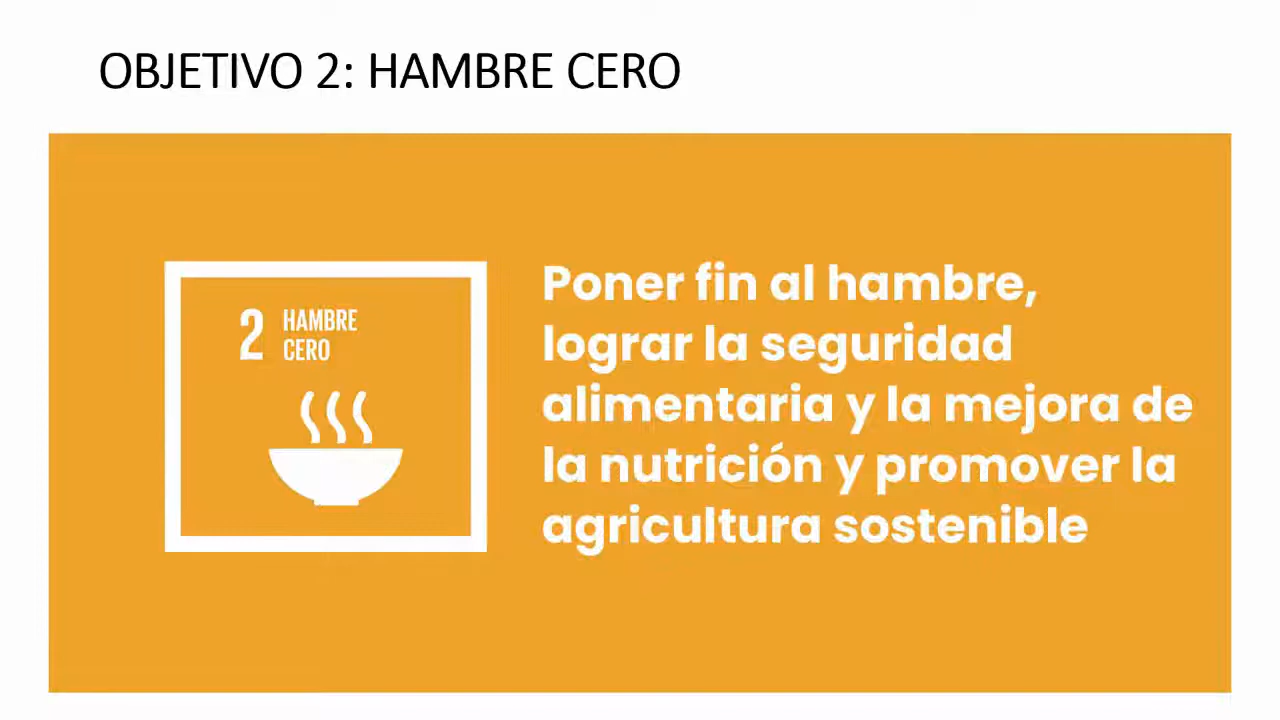 OBJETIVO 2: HAMBRE CERO
2 HAMBRE
CERO
Poner fin al hambre,
lograr la seguridad
alimentaria y la mejora de
la nutrición y promover la
agricultura sostenible